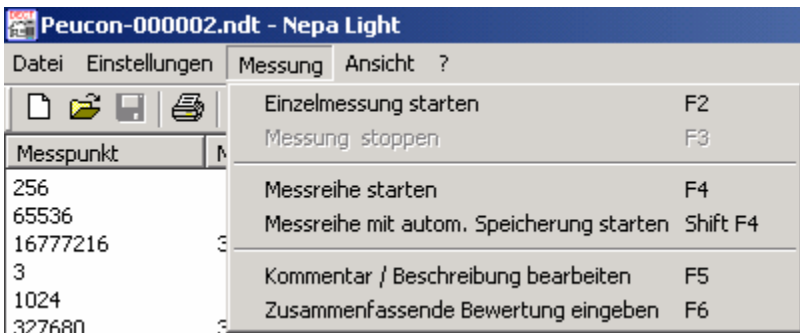 Peucon-000002.ndt - Nepa Light
Datei Einstellungen Messung Ansicht ?
Einzelmessung starten F2
Messung stoppen F3
Messreihe starten F4
Messreihe mit autom. Speicherung starten Shift F4
Kommentar / Beschreibung bearbeiten F5
Zusammenfassende Bewertung eingeben F6
Messpunkt
256
65536
16777216
3
1024
327680